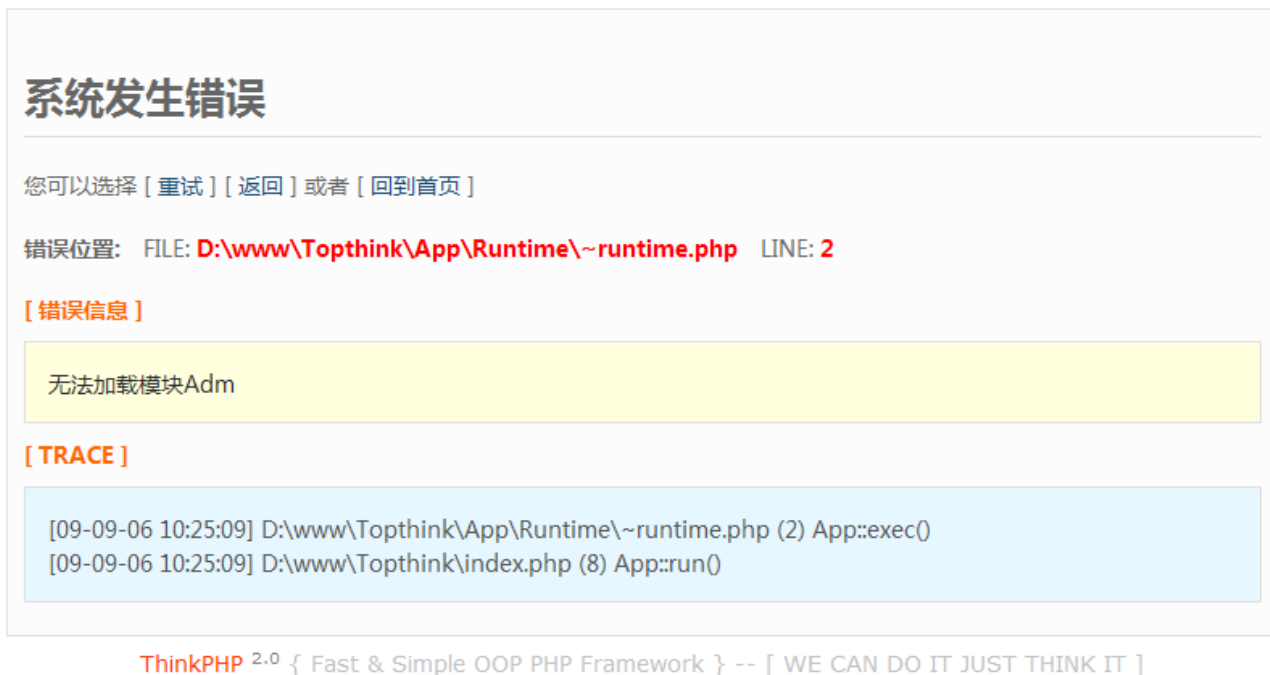 系统发生错误
您可以选择 [ 重试 ] [ 返回 ] 或者 [ 回到首页 ]
错误位置: FILE: D:\www\Topthink\App\Runtime\~runtime.php LINE: 2
[ 错误信息 ]
无法加载模块Adm
[ TRACE ]
[09-09-06 10:25:09] D:\www\Topthink\App\Runtime\~runtime.php (2) App::exec()
[09-09-06 10:25:09] D:\www\Topthink\index.php (8) App::run()
ThinkPHP 2.0 { Fast & Simple OOP PHP Framework } -- [ WE CAN DO IT JUST THINK IT ]